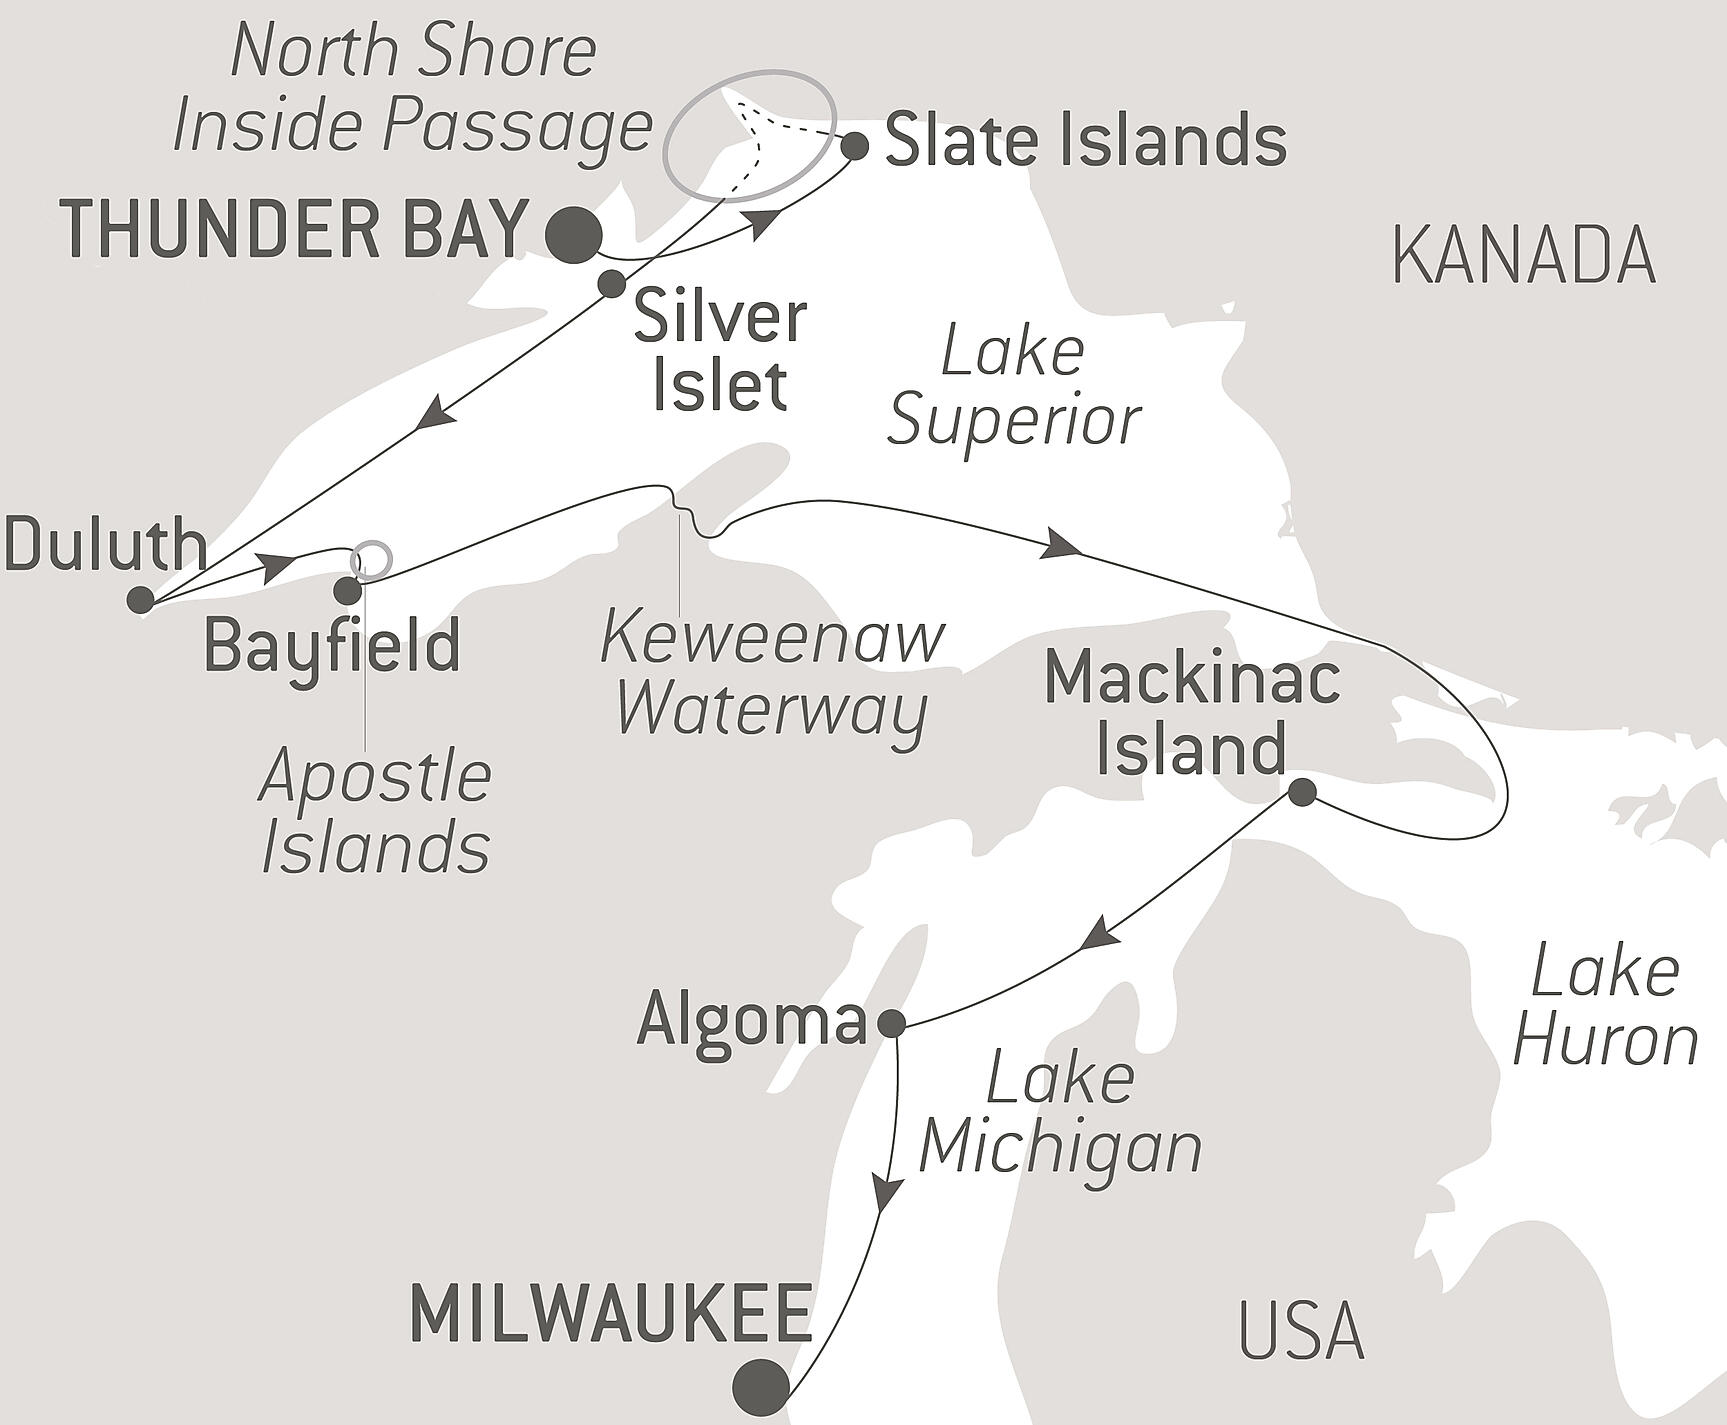 North Shore
Inside Passage
Slate Islands
THUNDER BAY
KANADA
Silver
Islet
Lake
Superior
Duluth
Bayfield
Keweenaw
Waterway
Mackinac
Island
Apostle
Islands
Lake
Huron
Algoma
Lake
Michigan
MILWAUKEE
USA